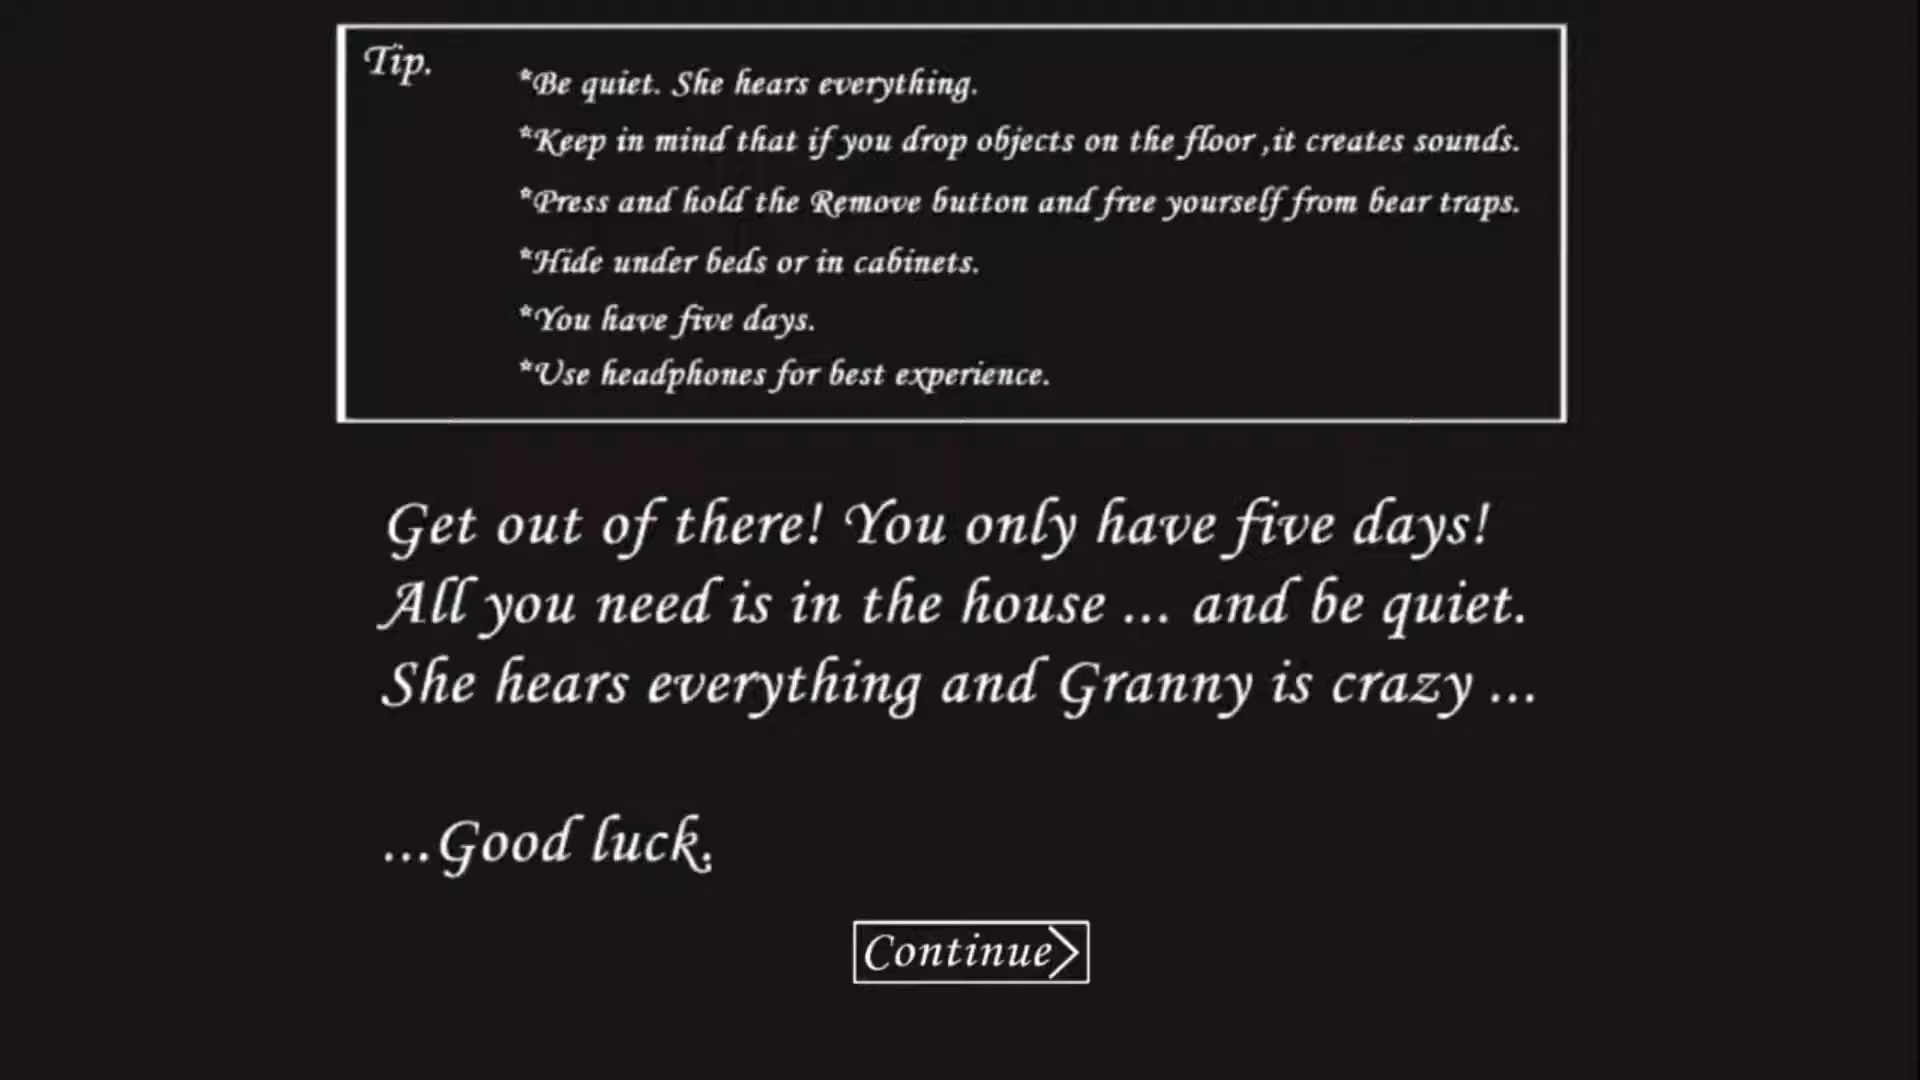 Tip.
*Be quiet. She hears everything.
*Keep in mind that if you drop objects on the floor ,it creates sounds.
*Press and hold the Remove button and free yourself from bear traps.
*Hide under beds or in cabinets.
*You have five days.
*Use headphones for best experience.
Get out of there! You only have five days!
All you need is in the house ... and be quiet.
She hears everything and Granny is crazy ...
...Good luck.
Continue>